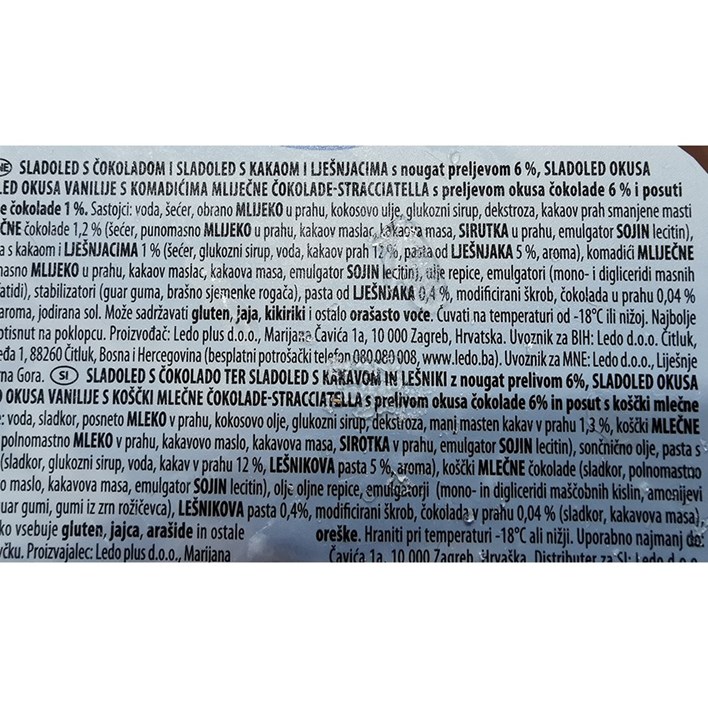 NE SLADOLED S ČOKOLADOM I SLADOLED S KAKAOM I LJEŠNJACIMA s nougat preljevom 6 %, SLADOLED OKUSA
LED OKUSA VANILIJE S KOMADIĆIMA MLIJEČNE ČOKOLADE-STRACCIATELLA s preljevom okusa čokolade 6 % i posuti
e čokolade 1 %. Sastojci: voda, šećer, obrano MLIJEKO u prahu, kokosovo ulje, glukozni sirup, dekstroza, kakaov prah smanjene masti
ČNE čokolade 1,2 % (šećer, punomasno MLIJEKO u prahu, kakaov maslac, kakaova masa, SIRUTKA u prahu, emulgator SOJIN lecitin),
a s kakaom i LJEŠNJACIMA 1 % (šećer, glukozni sirup, voda, kakaov prah 12 %, pasta od LJEŠNJAKA 5 %, aroma), komadići MLIJEČNE
masno MLIJEKO u prahu, kakaov maslac, kakaova masa, emulgator SOJIN lecitin), ulje repice, emulgatori (mono- i digliceridi masnih
fatidi), stabilizatori (guar guma, brašno sjemenke rogača), pasta od LJEŠNJAKA 0,4 %, modificirani škrob, čokolada u prahu 0,04 %
aroma, jodirana sol. Može sadržavati gluten, jaja, kikiriki i ostalo orašasto voće. Čuvati na temperaturi od -18°C ili nižoj. Najbolje
otisnut na poklopcu. Proizvođač: Ledo plus d.o.o., Marijana Čavića 1a, 10 000 Zagreb, Hrvatska. Uvoznik za BIH: Ledo d.o.o. Čitluk,
eđa 1, 88260 Čitluk, Bosna i Hercegovina (besplatni potrošački telefon 080 089 008, www.ledo.ba). Uvoznik za MNE: Ledo d.o.o., Liješnje
rna Gora. SI SLADOLED S ČOKOLADO TER SLADOLED S KAKAVOM IN LEŠNIKI z nougat prelivom 6%, SLADOLED OKUSA
D OKUSA VANILIJE S KOŠČKI MLEČNE ČOKOLADE-STRACCIATELLA s prelivom okusa čokolade 6% in posut s koščki mlečne
e: voda, sladkor, posneto MLEKO v prahu, kokosovo olje, glukozni sirup, dekstroza, manj masten kakav v prahu 1,3 %, koščki MLEČNE
polnomastno MLEKO v prahu, kakavovo maslo, kakavova masa, SIROTKA v prahu, emulgator SOJIN lecitin), sončnično olje, pasta s
(sladkor, glukozni sirup, voda, kakav v prahu 12 %, LEŠNIKOVA pasta 5 %, aroma), koščki MLEČNE čokolade (sladkor, polnomastno
o maslo, kakavova masa, emulgator SOJIN lecitin), olje oljne repice, emulgatorji (mono- in digliceridi maščobnih kislin, amonijevi
uar gumi, gumi iz zrn rožičevca), LEŠNIKOVA pasta 0,4%, modificirani škrob, čokolada v prahu 0,04 % (sladkor, kakavova masa),
ko vsebuje gluten, jajca, arašide in ostale oreške. Hraniti pri temperaturi -18°C ali nižji. Uporabno najmanj do:
včku. Proizvajalec: Ledo plus d.o.o., Marijana Čavića 1a, 10 000 Zagreb, Hrvaška. Distributer za SI: Ledo d.o.o.